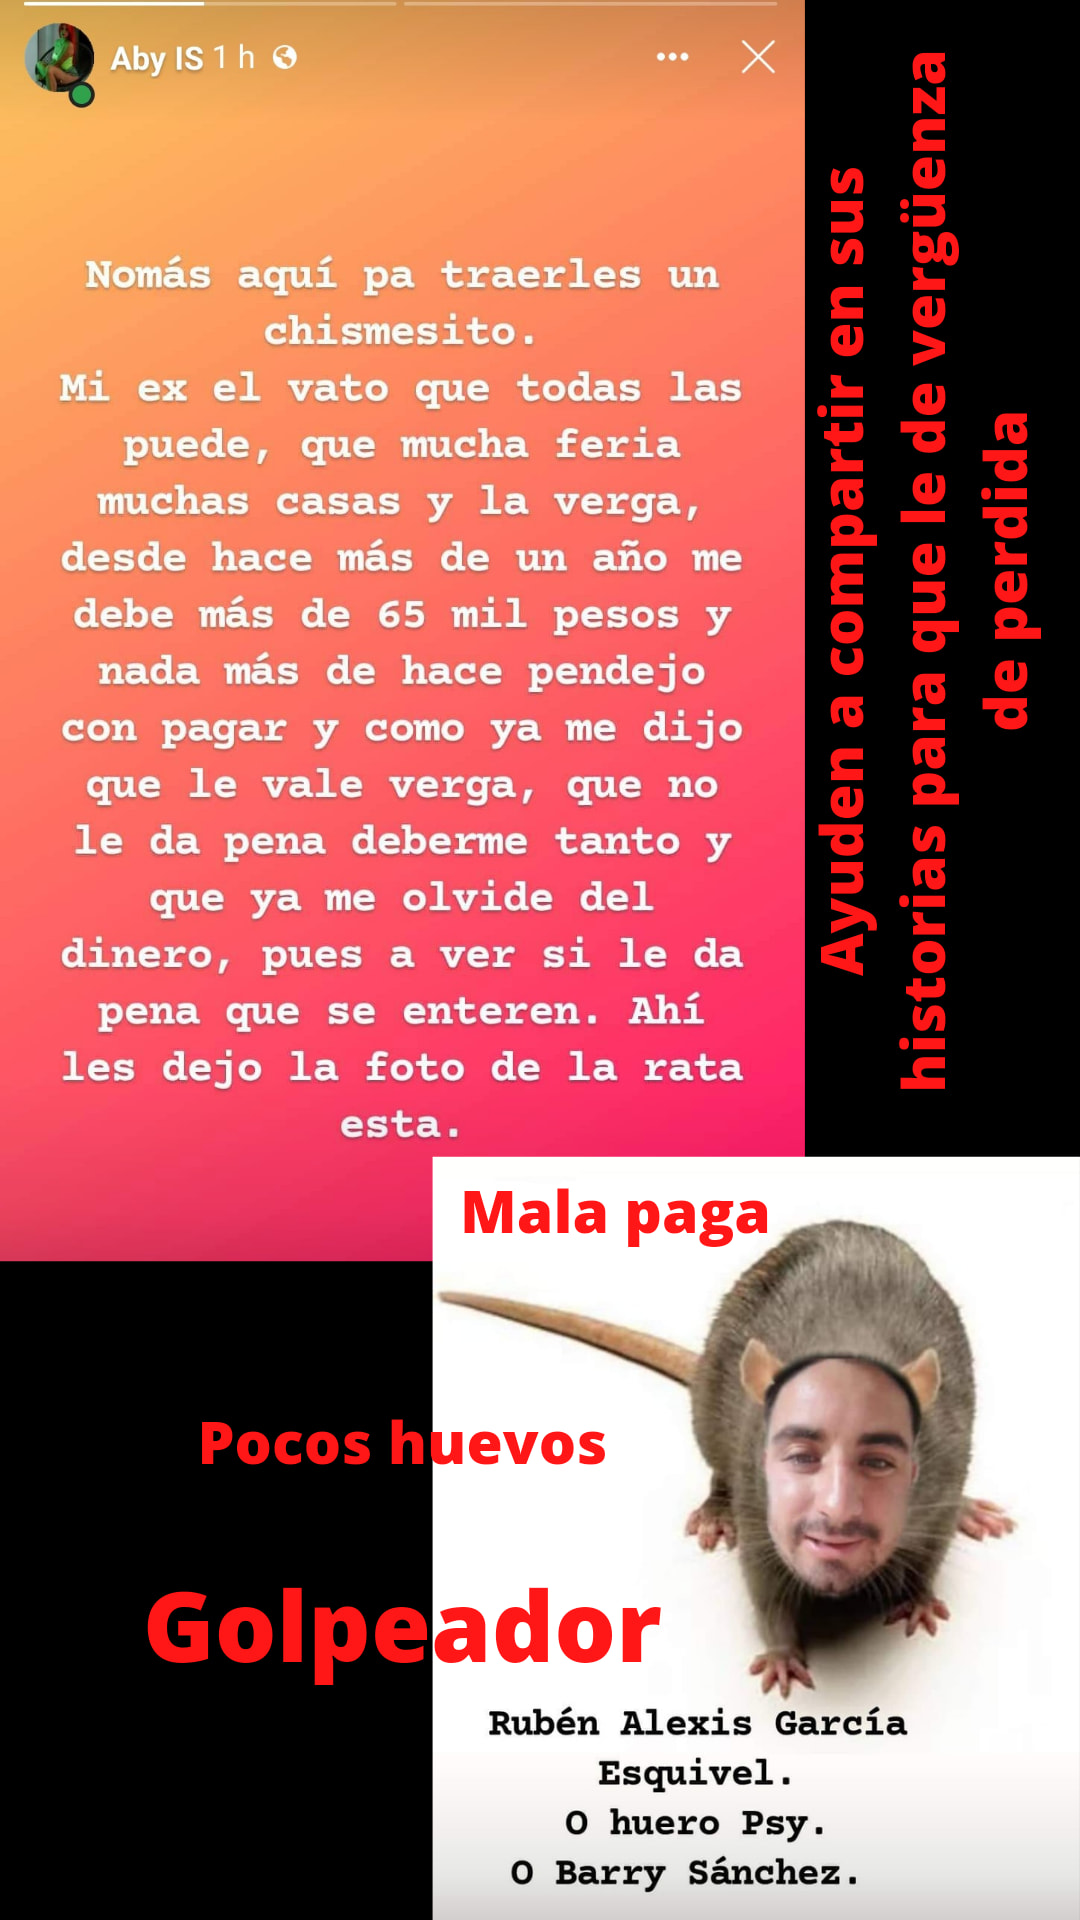 Aby IS 1 h
Nomás aquí pa traerles un
chismesito.
Mi ex el vato que todas las
puede, que mucha feria
muchas casas y la verga,
desde hace más de un año me
debe más de 65 mil pesos y
nada más de hace pendejo
con pagar y como ya me dijo
que le vale verga, que no
le da pena deberme tanto y
que ya me olvide del
dinero, pues a ver si le da
pena que se enteren. Ahí
les dejo la foto de la rata
esta.
Ayuden a compartir en sus
historias para que le de vergüenza
de perdida
Mala paga
Pocos huevos
Golpeador
Rubén Alexis García
Esquivel.
O huero Psy.
O Barry Sánchez.